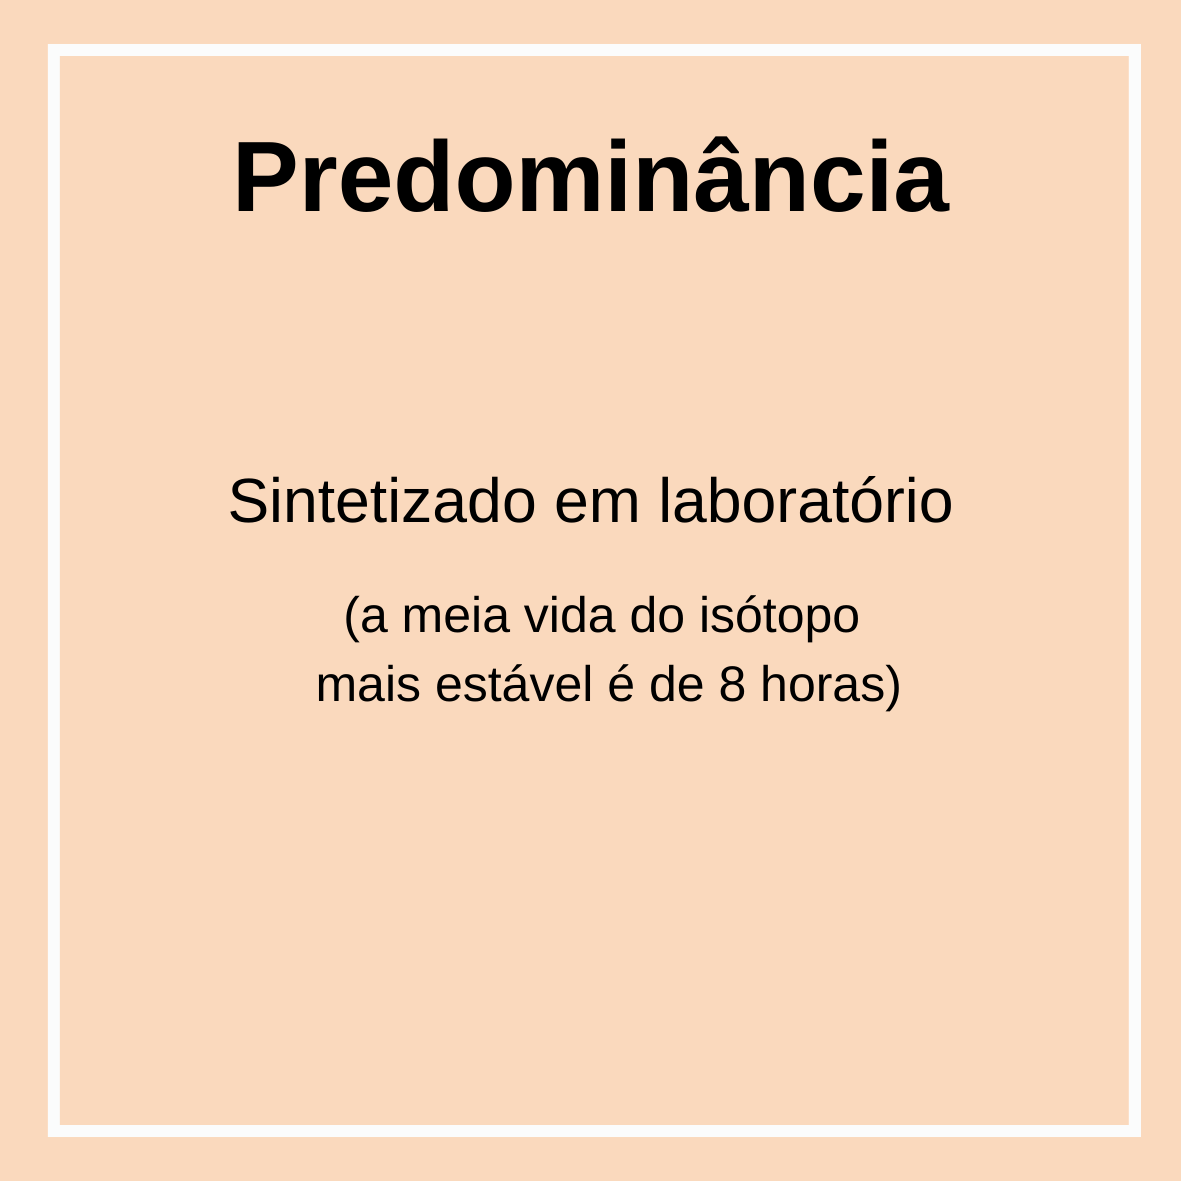 Predominância
Sintetizado em laboratório
(a meia vida do isótopo
mais estável é de 8 horas)